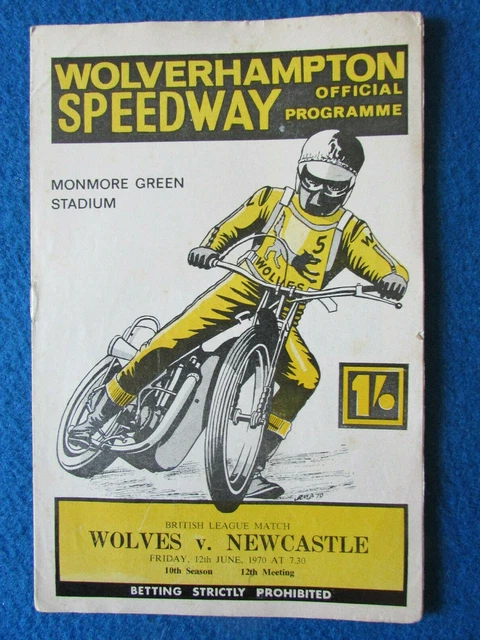 WOLVERHAMPTON
SPEEDWAY
OFFICIAL
PROGRAMME
MONMORE GREEN
STADIUM
5
WOLVES
1/-
BRITISH LEAGUE MATCH
WOLVES v. NEWCASTLE
FRIDAY, 12th JUNE, 1970 AT 7.30
10th Season 12th Meeting
BETTING STRICTLY PROHIBITED